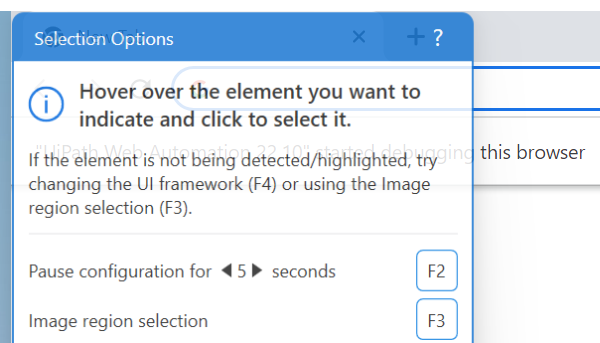 Selection Options
?
Hover over the element you want to
indicate and click to select it.
"UiPath Web Automation 22.10" started debugging this browser
If the element is not being detected/highlighted, try
changing the UI framework (F4) or using the Image
region selection (F3).
Pause configuration for ◀ 5 ▶ seconds
F2
Image region selection
F3